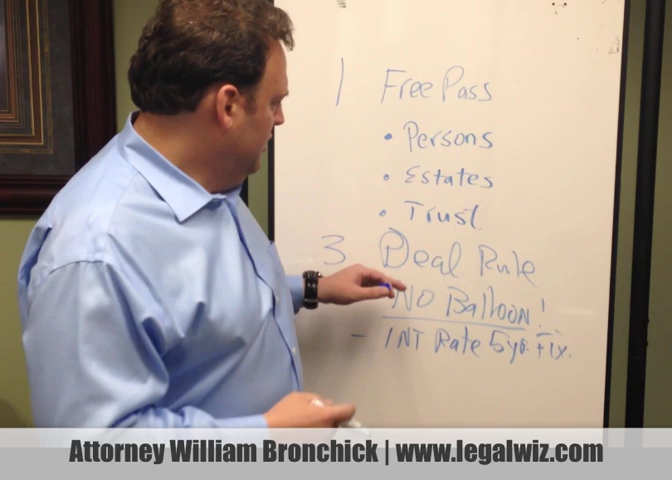 1 Free Pass
• Persons
• Estates
• Trust
3 Deal Rule
NO Balloon!
- INT Rate 5yr. Fix.
Attorney William Bronchick | www.legalwiz.com